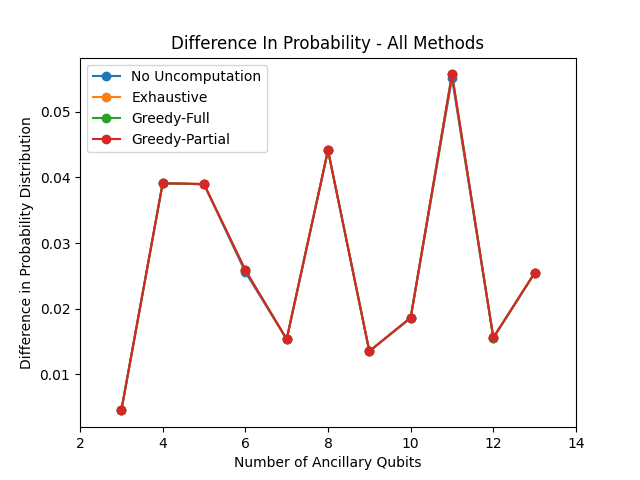 Difference In Probability - All Methods
No Uncomputation
Exhaustive
Greedy-Full
Greedy-Partial
Difference in Probability Distribution
0.05
0.04
0.03
0.02
0.01
2 4 6 8 10 12 14
Number of Ancillary Qubits